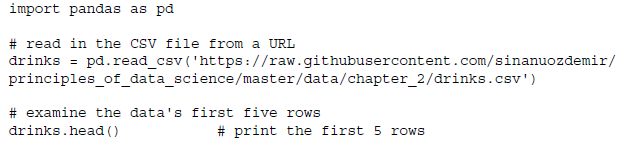 import pandas as pd
# read in the CSV file from a URL
drinks = pd.read_csv('https://raw.githubusercontent.com/sinanuozdemir/
principles_of_data_science/master/data/chapter_2/drinks.csv')
# examine the data's first five rows
drinks.head()           # print the first 5 rows